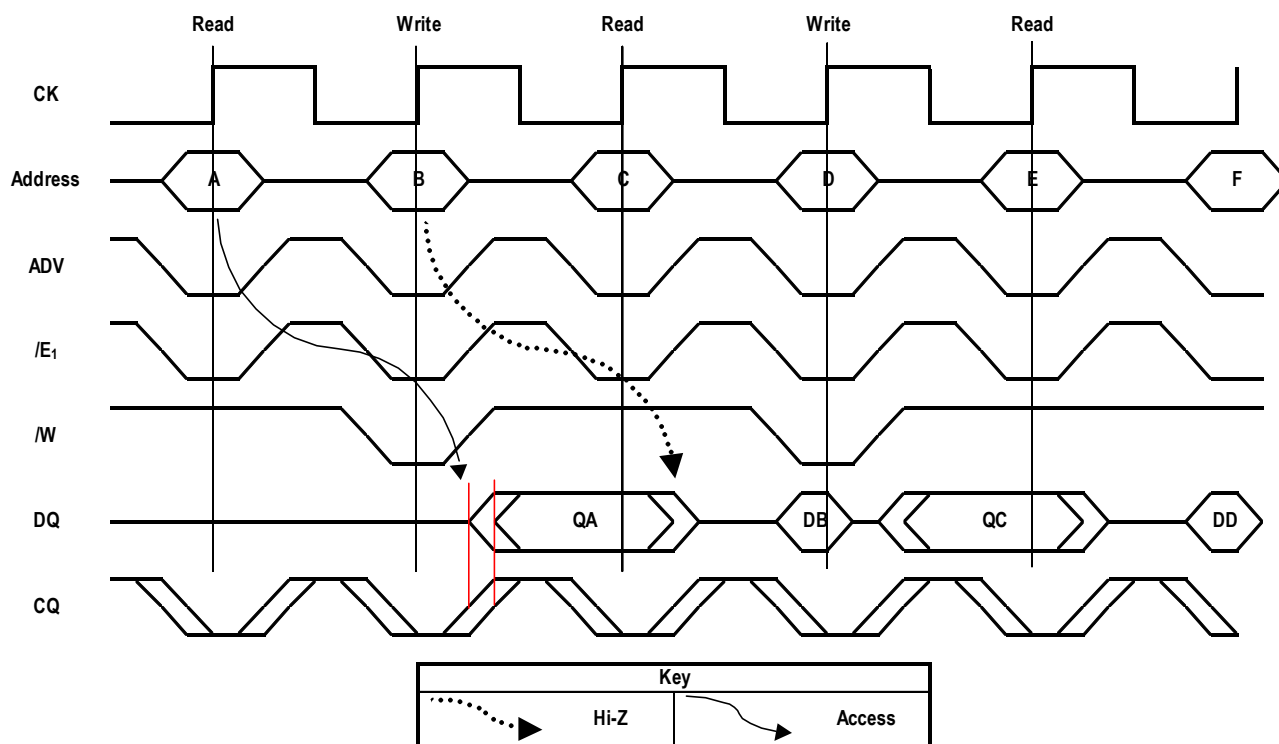 Read Write Read Write Read
CK
Address A B C D E F
ADV
/E₁
/W
DQ QA DB QC DD
CQ
Key
Hi-Z Access